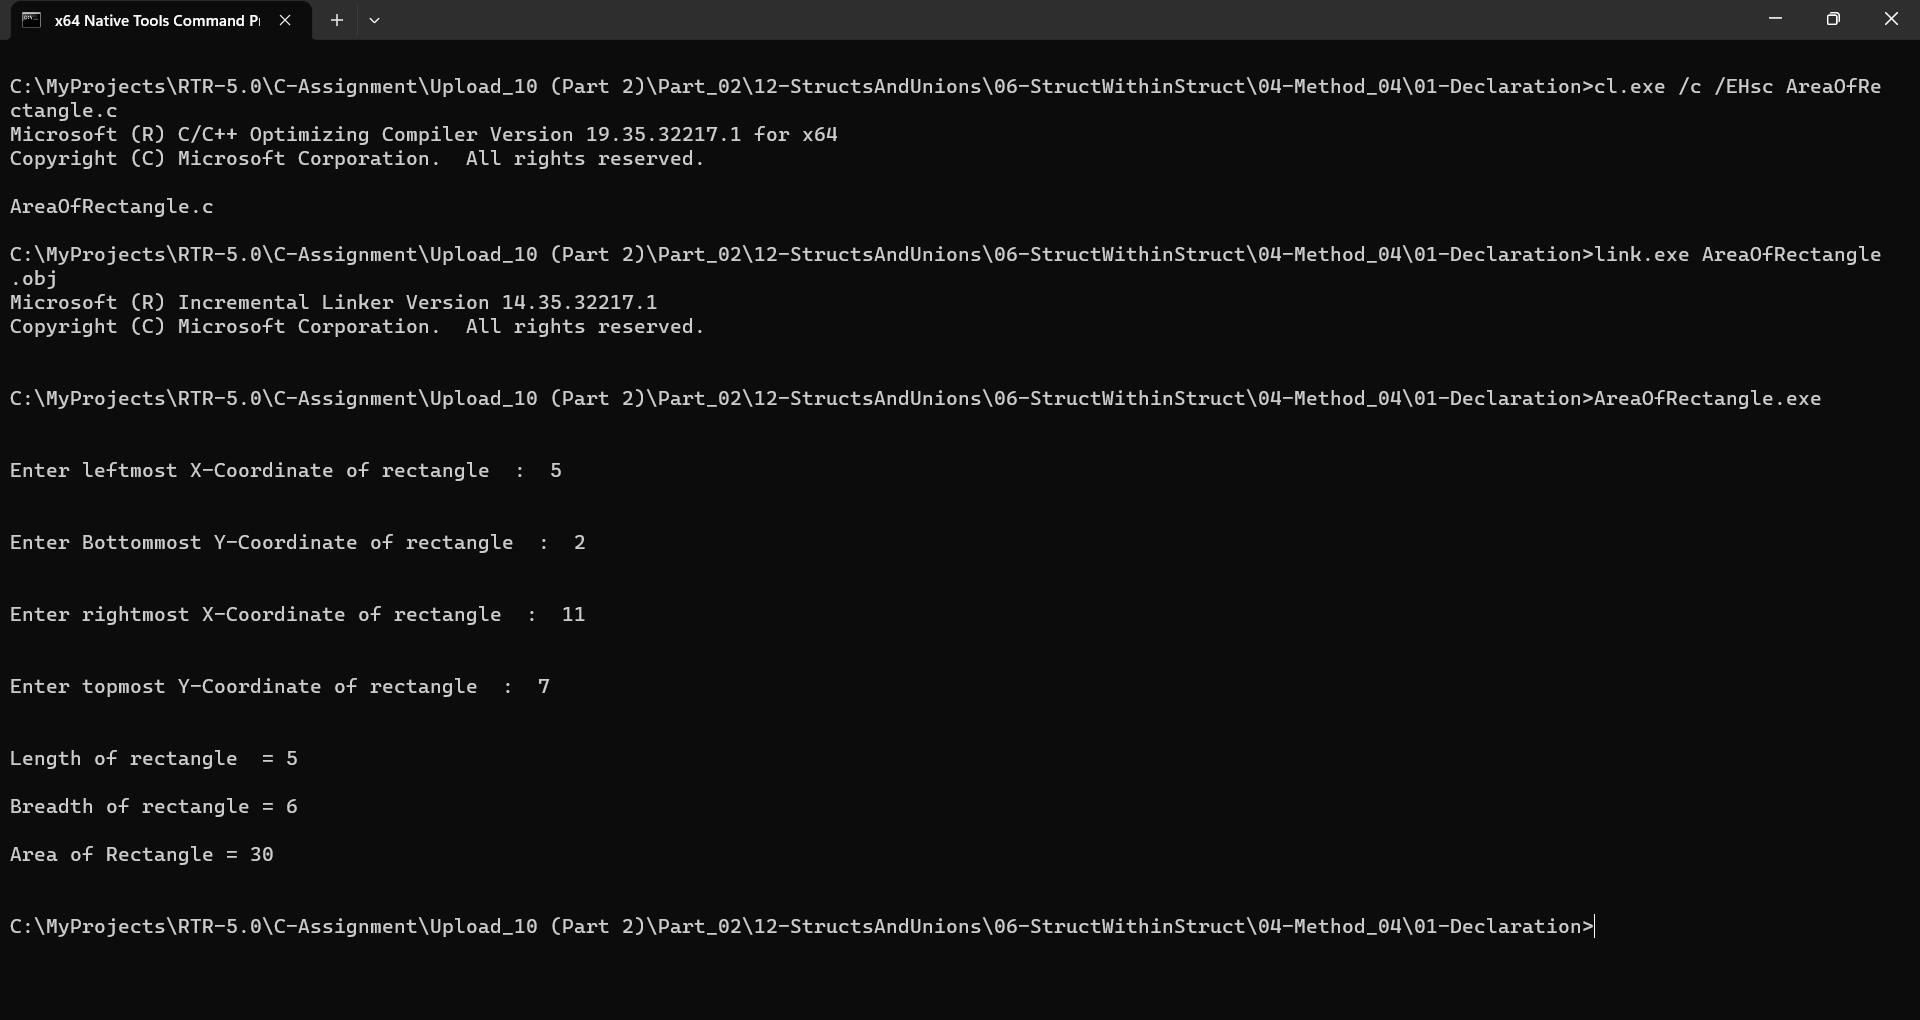 x64 Native Tools Command P
C:\MyProjects\RTR-5.0\C-Assignment\Upload_10 (Part 2)\Part_02\12-StructsAndUnions\06-StructWithinStruct\04-Method_04\01-Declaration>cl.exe /c /EHsc AreaOfRe
ctangle.c
Microsoft (R) C/C++ Optimizing Compiler Version 19.35.32217.1 for x64
Copyright (C) Microsoft Corporation.  All rights reserved.
AreaOfRectangle.c
C:\MyProjects\RTR-5.0\C-Assignment\Upload_10 (Part 2)\Part_02\12-StructsAndUnions\06-StructWithinStruct\04-Method_04\01-Declaration>link.exe AreaOfRectangle
.obj
Microsoft (R) Incremental Linker Version 14.35.32217.1
Copyright (C) Microsoft Corporation.  All rights reserved.
C:\MyProjects\RTR-5.0\C-Assignment\Upload_10 (Part 2)\Part_02\12-StructsAndUnions\06-StructWithinStruct\04-Method_04\01-Declaration>AreaOfRectangle.exe
Enter leftmost X-Coordinate of rectangle  :  5
Enter Bottommost Y-Coordinate of rectangle  :  2
Enter rightmost X-Coordinate of rectangle  :  11
Enter topmost Y-Coordinate of rectangle  :  7
Length of rectangle  = 5
Breadth of rectangle = 6
Area of Rectangle = 30
C:\MyProjects\RTR-5.0\C-Assignment\Upload_10 (Part 2)\Part_02\12-StructsAndUnions\06-StructWithinStruct\04-Method_04\01-Declaration>